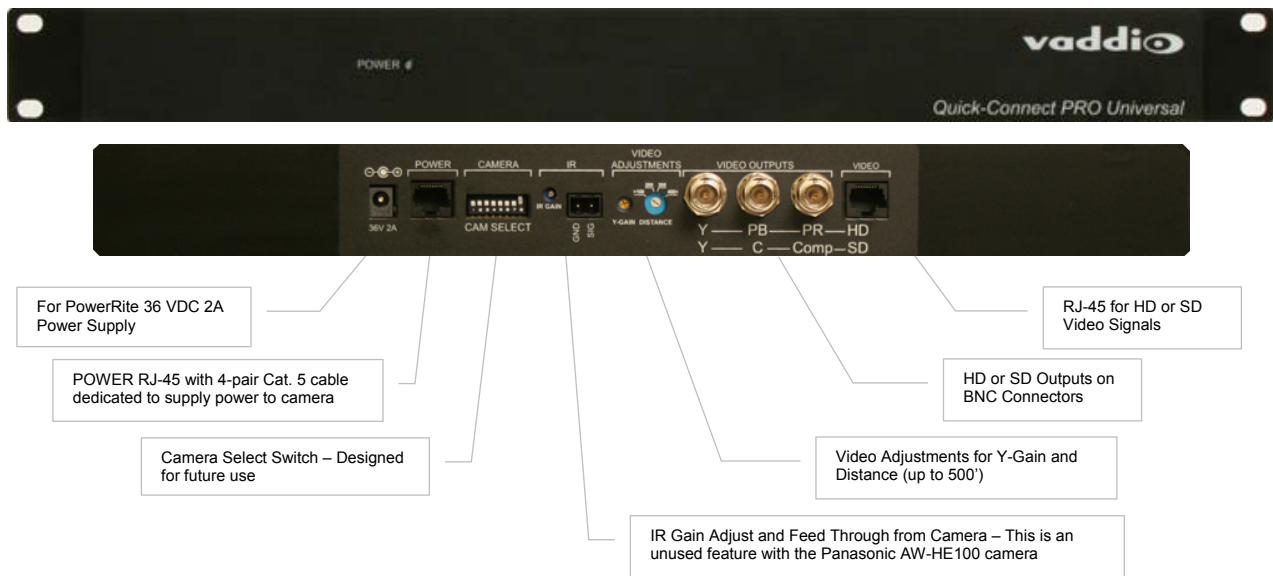 vaddio
POWER
Quick-Connect PRO Universal
POWER
CAMERA
IR
VIDEO
ADJUSTMENTS
VIDEO OUTPUTS
VIDEO
36V 2A
CAM SELECT
IR GAIN
GND
SIG
Y-GAIN DISTANCE
Y PB PR HD
Y C Comp SD
For PowerRite 36 VDC 2A
Power Supply
RJ-45 for HD or SD
Video Signals
POWER RJ-45 with 4-pair Cat. 5 cable
dedicated to supply power to camera
HD or SD Outputs on
BNC Connectors
Camera Select Switch – Designed
for future use
Video Adjustments for Y-Gain and
Distance (up to 500’)
IR Gain Adjust and Feed Through from Camera – This is an
unused feature with the Panasonic AW-HE100 camera